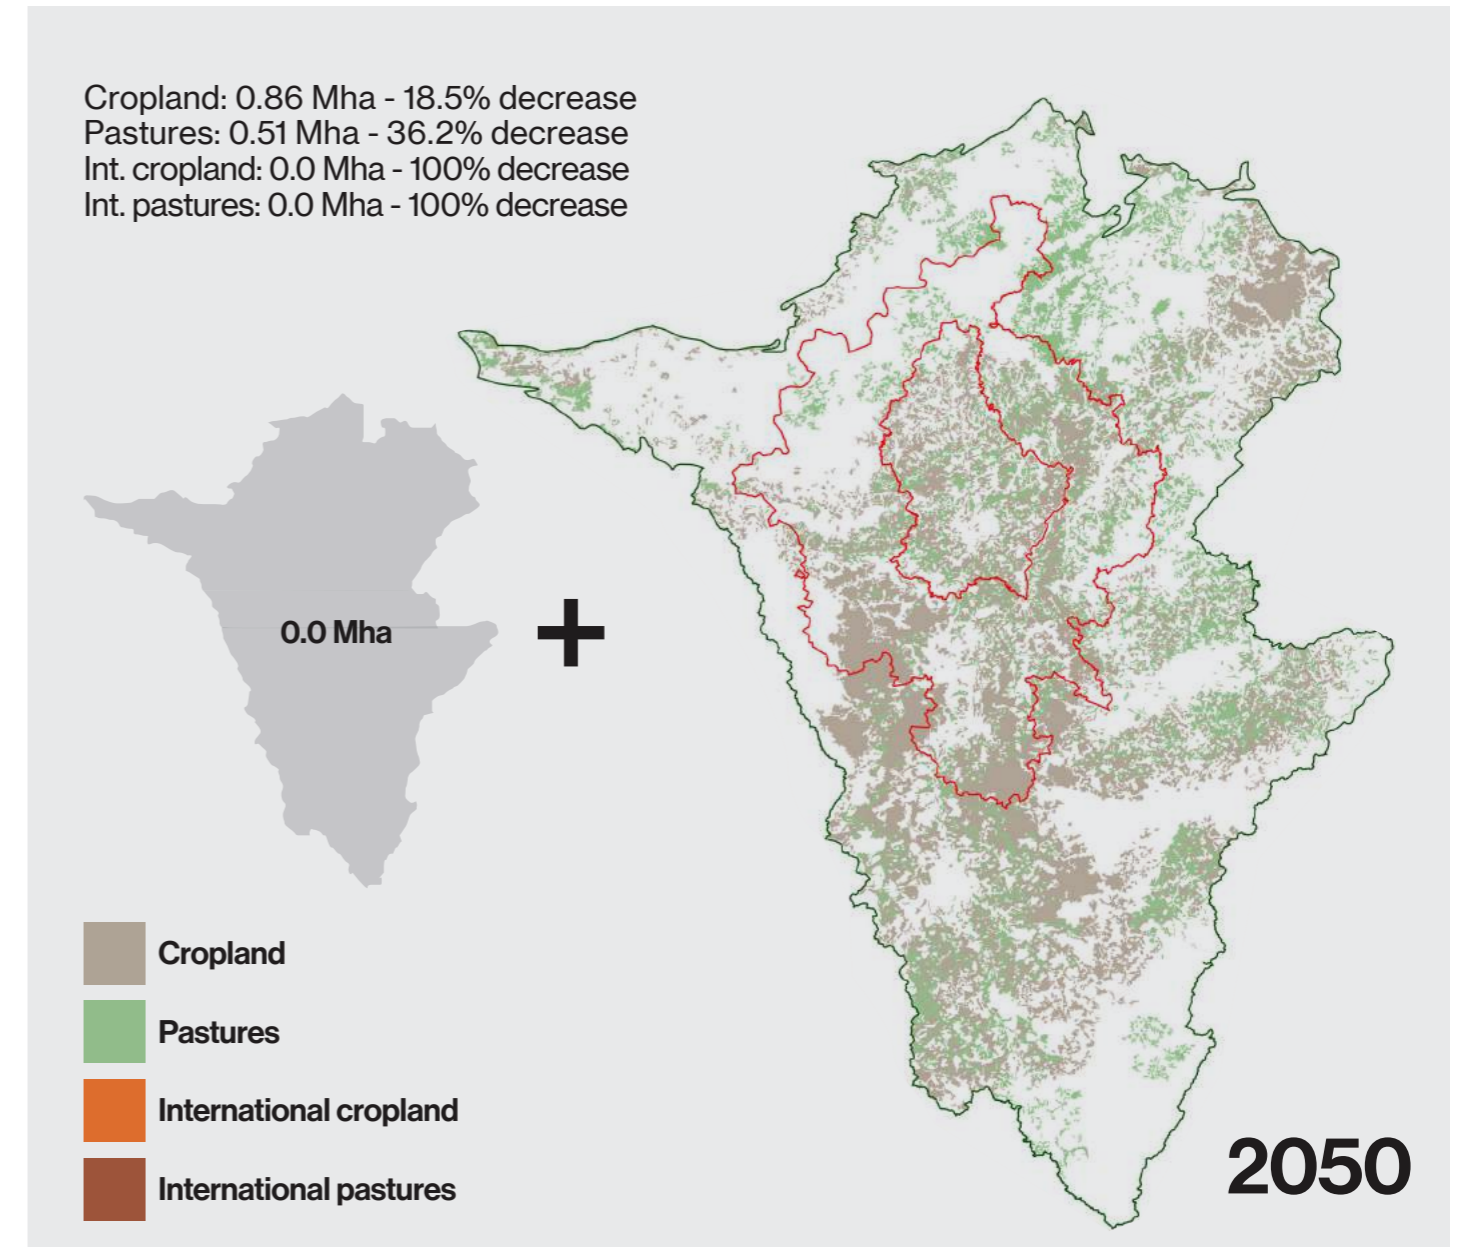 Cropland: 0.86 Mha - 18.5% decrease
Pastures: 0.51 Mha - 36.2% decrease
Int. cropland: 0.0 Mha - 100% decrease
Int. pastures: 0.0 Mha - 100% decrease
0.0 Mha
+
Cropland
Pastures
International cropland
International pastures
2050